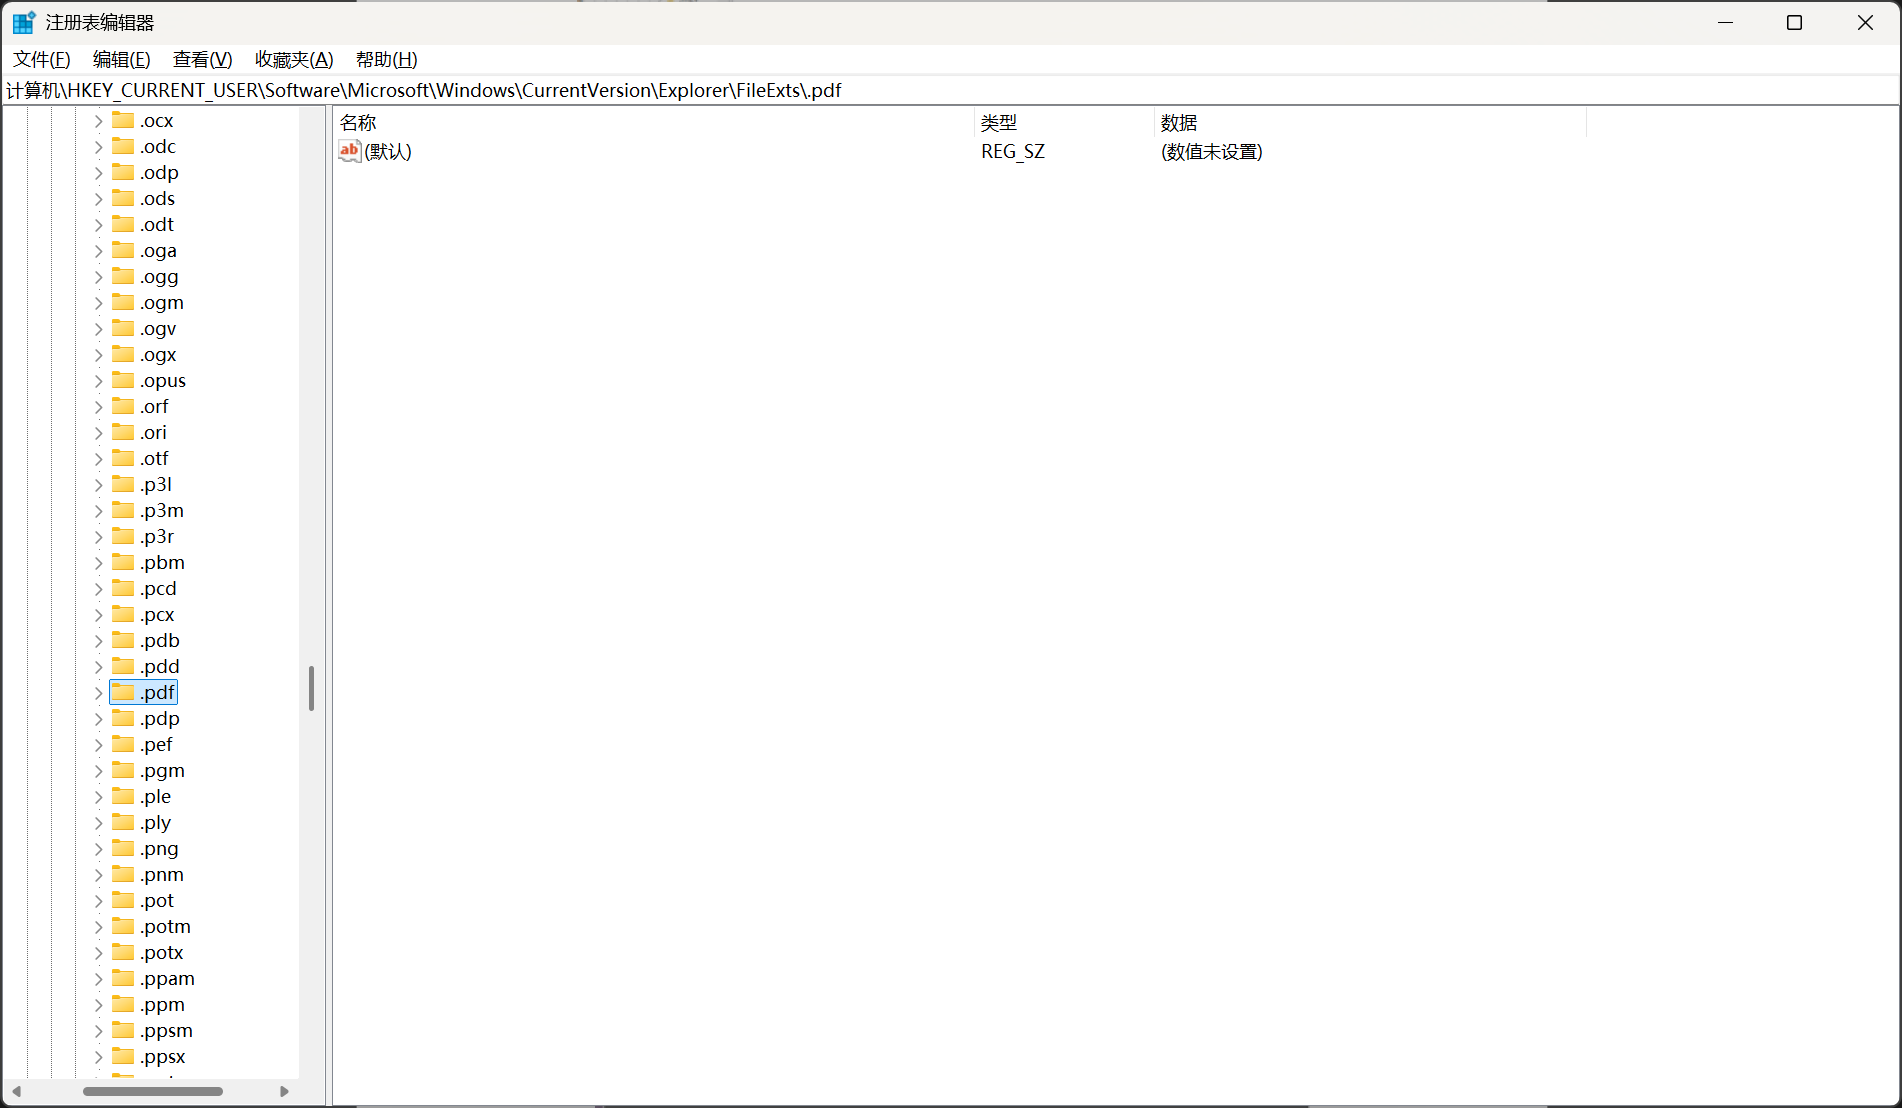 注册表编辑器
文件(F) 编辑(E) 查看(V) 收藏夹(A) 帮助(H)
计算机\HKEY_CURRENT_USER\Software\Microsoft\Windows\CurrentVersion\Explorer\FileExts\.pdf
.ocx
.odc
.odp
.ods
.odt
.oga
.ogg
.ogm
.ogv
.ogx
.opus
.orf
.ori
.otf
.p3l
.p3m
.p3r
.pbm
.pcd
.pcx
.pdb
.pdd
.pdf
.pdp
.pef
.pgm
.ple
.ply
.png
.pnm
.pot
.potm
.potx
.ppam
.ppm
.ppsm
.ppsx
名称 类型 数据
ab (默认) REG_SZ (数值未设置)